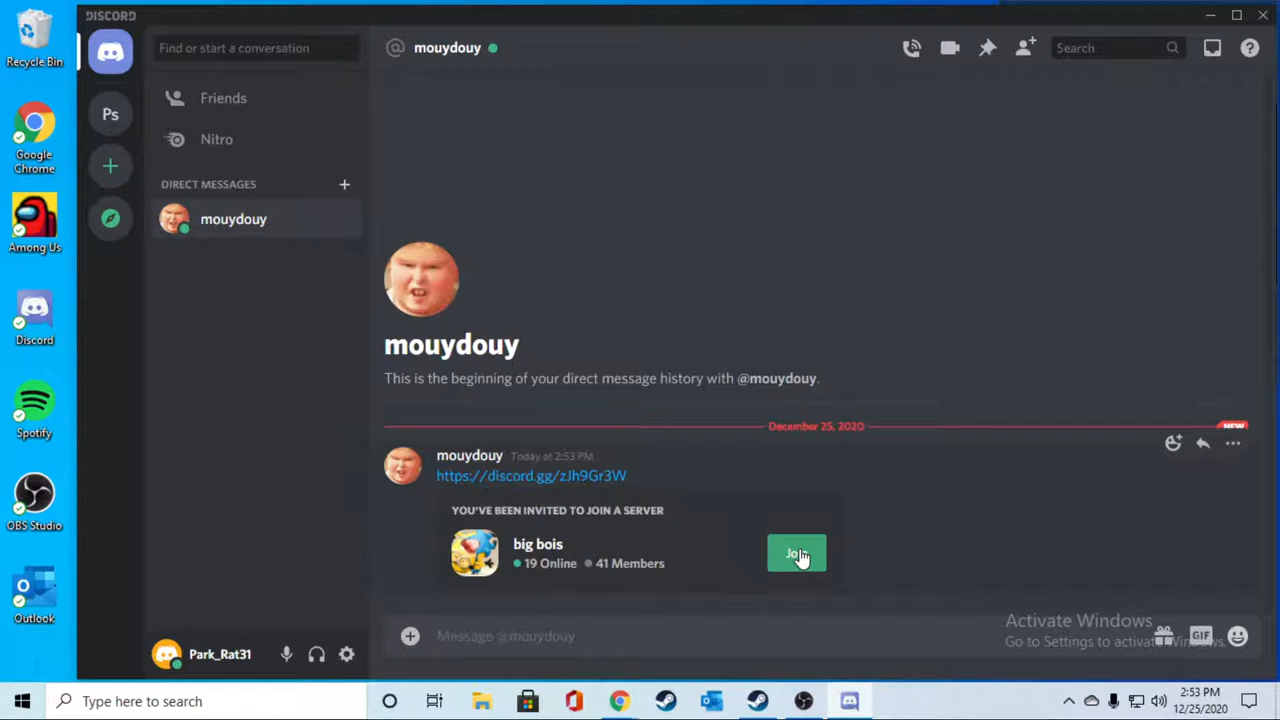 DISCORD
Recycle Bin
Google
Chrome
Among Us
Discord
Spotify
OBS Studio
Outlook
Ps
Find or start a conversation
Friends
Nitro
DIRECT MESSAGES
mouydouy
Park_Rat31
mouydouy
Search
mouydouy
This is the beginning of your direct message history with @mouydouy.
December 25, 2020
NEW
mouydouy Today at 2:53 PM
https://discord.gg/zJh9Gr3W
YOU'VE BEEN INVITED TO JOIN A SERVER
big bois
19 Online 41 Members
Join
Message @mouydouy
GIF
Activate Windows
Go to Settings to activate Windows.
Type here to search
2:53 PM
12/25/2020